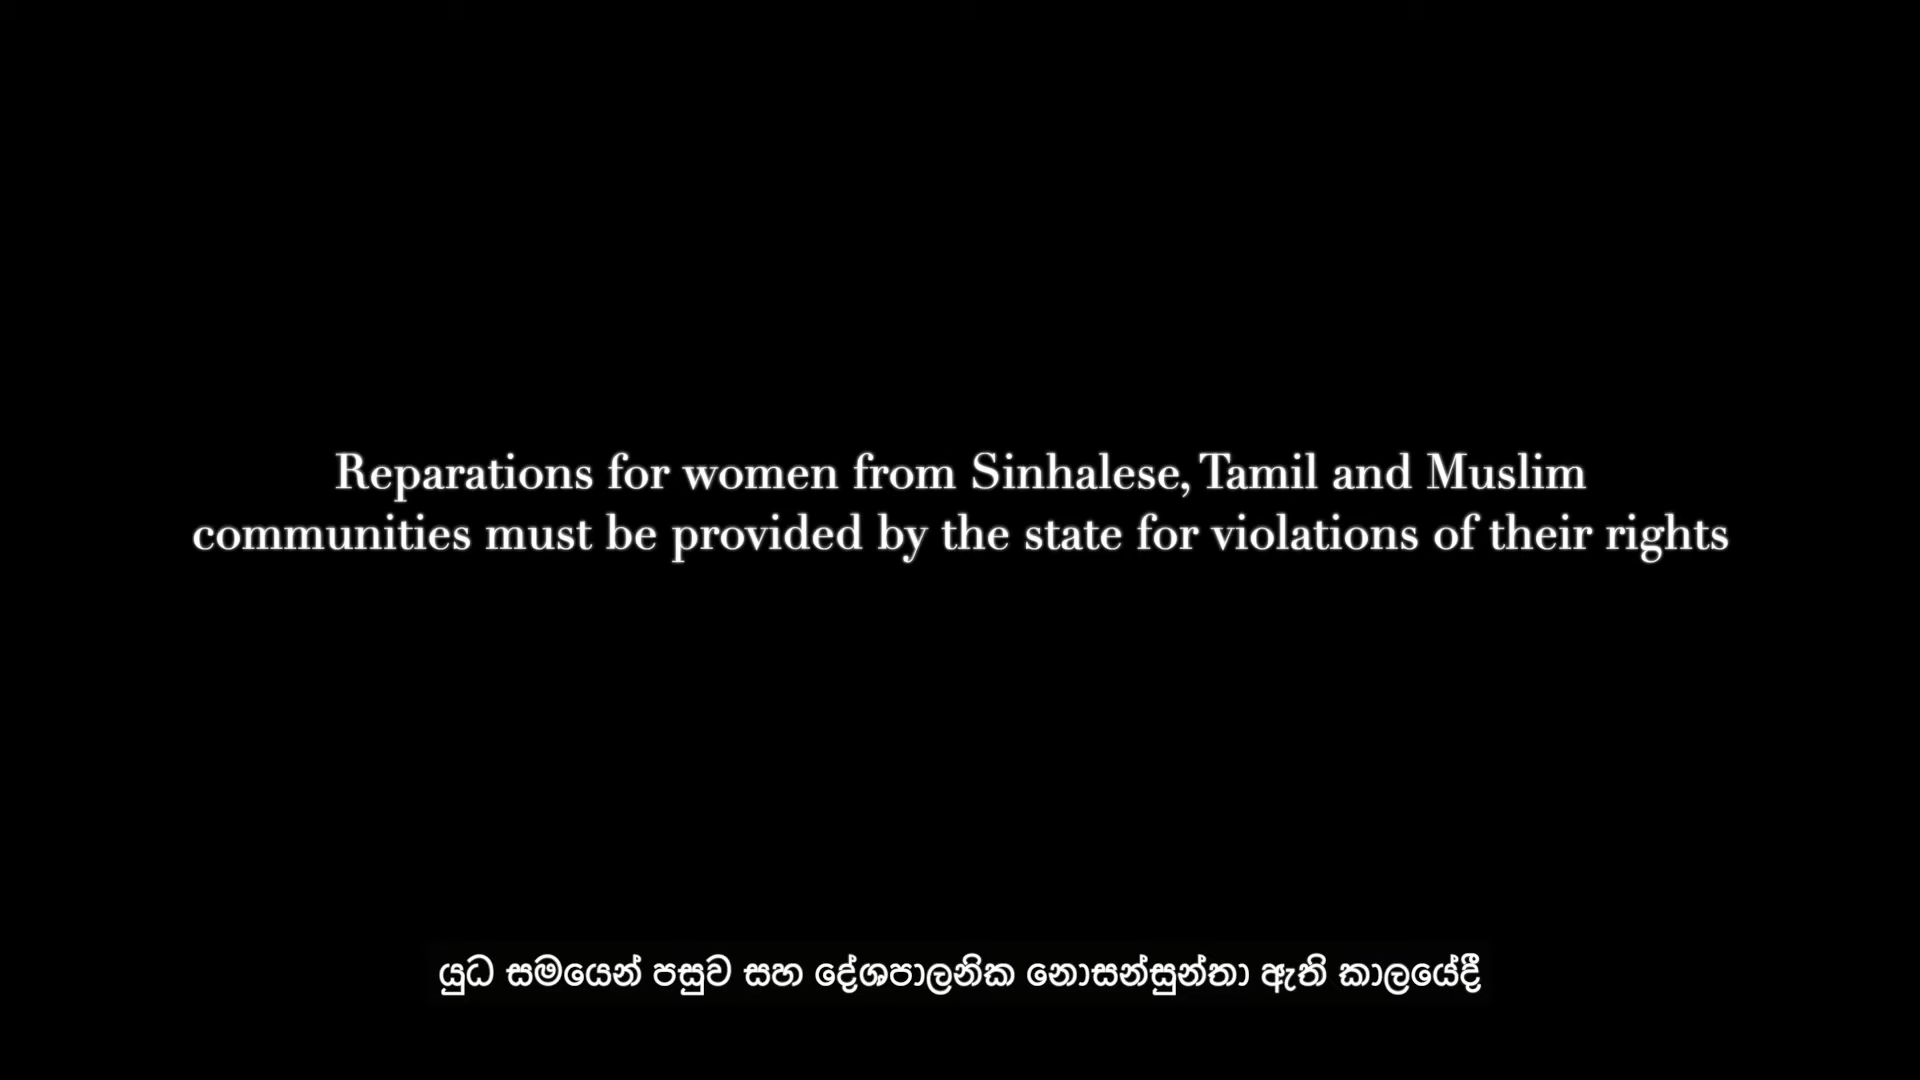 Reparations for women from Sinhalese, Tamil and Muslim
communities must be provided by the state for violations of their rights
යුධ සමයෙන් පසුව සහ දේශපාලනික නොසන්සුන්තා ඇති කාලයේදී